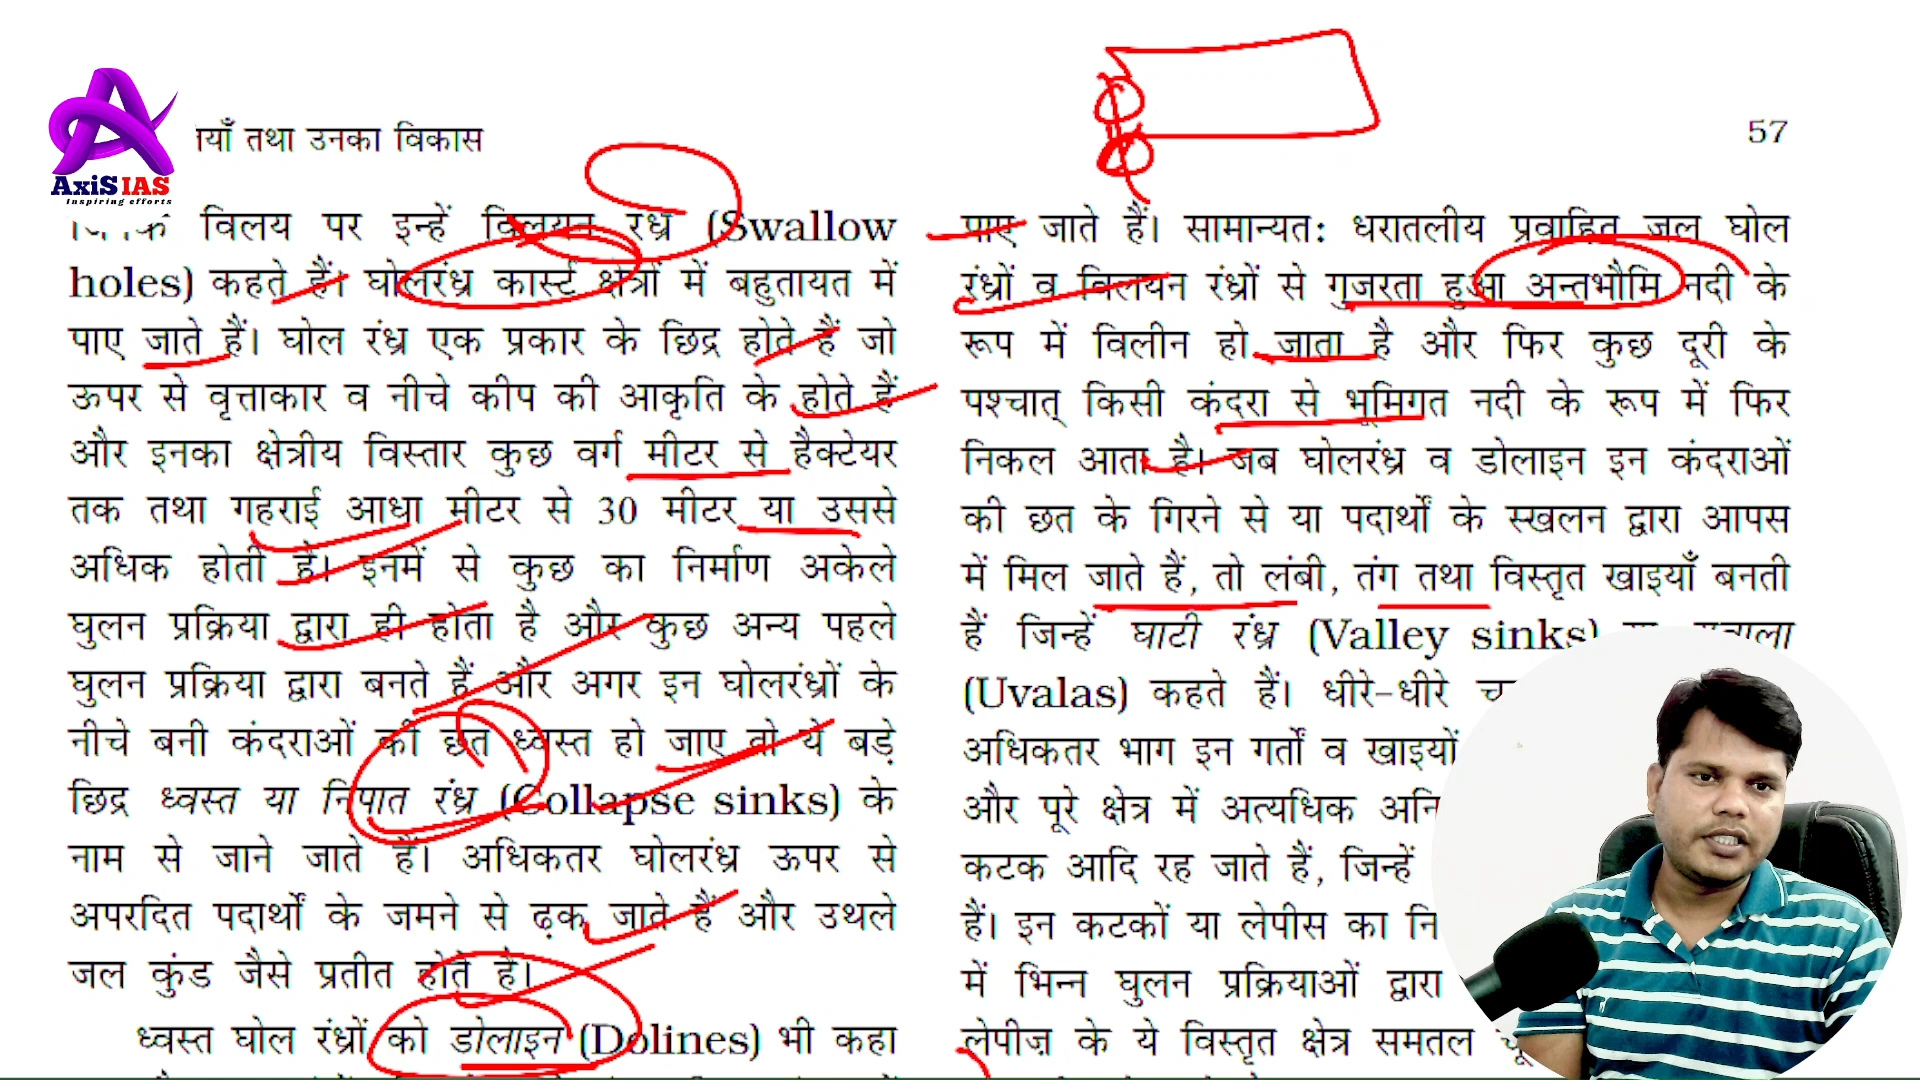 AxiS IAS
Inspiring efforts
याँ तथा उनका विकास
57
विलय पर इन्हें विलयन रंध्र (Swallow
holes) कहते हैं। घोलरंध्र कार्स्ट क्षेत्रों में बहुतायत में
पाए जाते हैं। घोल रंध्र एक प्रकार के छिद्र होते हैं जो
ऊपर से वृत्ताकार व नीचे कीप की आकृति के होते हैं
और इनका क्षेत्रीय विस्तार कुछ वर्ग मीटर से हैक्टेयर
तक तथा गहराई आधा मीटर से 30 मीटर या उससे
अधिक होती है। इनमें से कुछ का निर्माण अकेले
घुलन प्रक्रिया द्वारा ही होता है और कुछ अन्य पहले
घुलन प्रक्रिया द्वारा बनते हैं और अगर इन घोलरंध्रों के
नीचे बनी कंदराओं की छत ध्वस्त हो जाए तो ये बड़े
छिद्र ध्वस्त या निपात रंध्र (Collapse sinks) के
नाम से जाने जाते हैं। अधिकतर घोलरंध्र ऊपर से
अपरदित पदार्थों के जमने से ढ़क जाते हैं और उथले
जल कुंड जैसे प्रतीत होते है।
ध्वस्त घोल रंध्रों को डोलाइन (Dolines) भी कहा
पाए जाते हैं। सामान्यत: धरातलीय प्रवाहित जल घोल
रंध्रों व विलयन रंध्रों से गुजरता हुआ अन्तभौमि नदी के
रूप में विलीन हो जाता है और फिर कुछ दूरी के
पश्चात् किसी कंदरा से भूमिगत नदी के रूप में फिर
निकल आता है। जब घोलरंध्र व डोलाइन इन कंदराओं
की छत के गिरने से या पदार्थों के स्खलन द्वारा आपस
में मिल जाते हैं, तो लंबी, तंग तथा विस्तृत खाइयाँ बनती
हैं जिन्हें घाटी रंध्र (Valley sinks)
(Uvalas) कहते हैं। धीरे-धीरे
अधिकतर भाग इन गर्तों व खाइयों
और पूरे क्षेत्र में अत्यधिक
कटक आदि रह जाते हैं, जिन्हें
हैं। इन कटकों या लेपीस का
में भिन्न घुलन प्रक्रियाओं द्वारा
लेपीज़ के ये विस्तृत क्षेत्र समतल